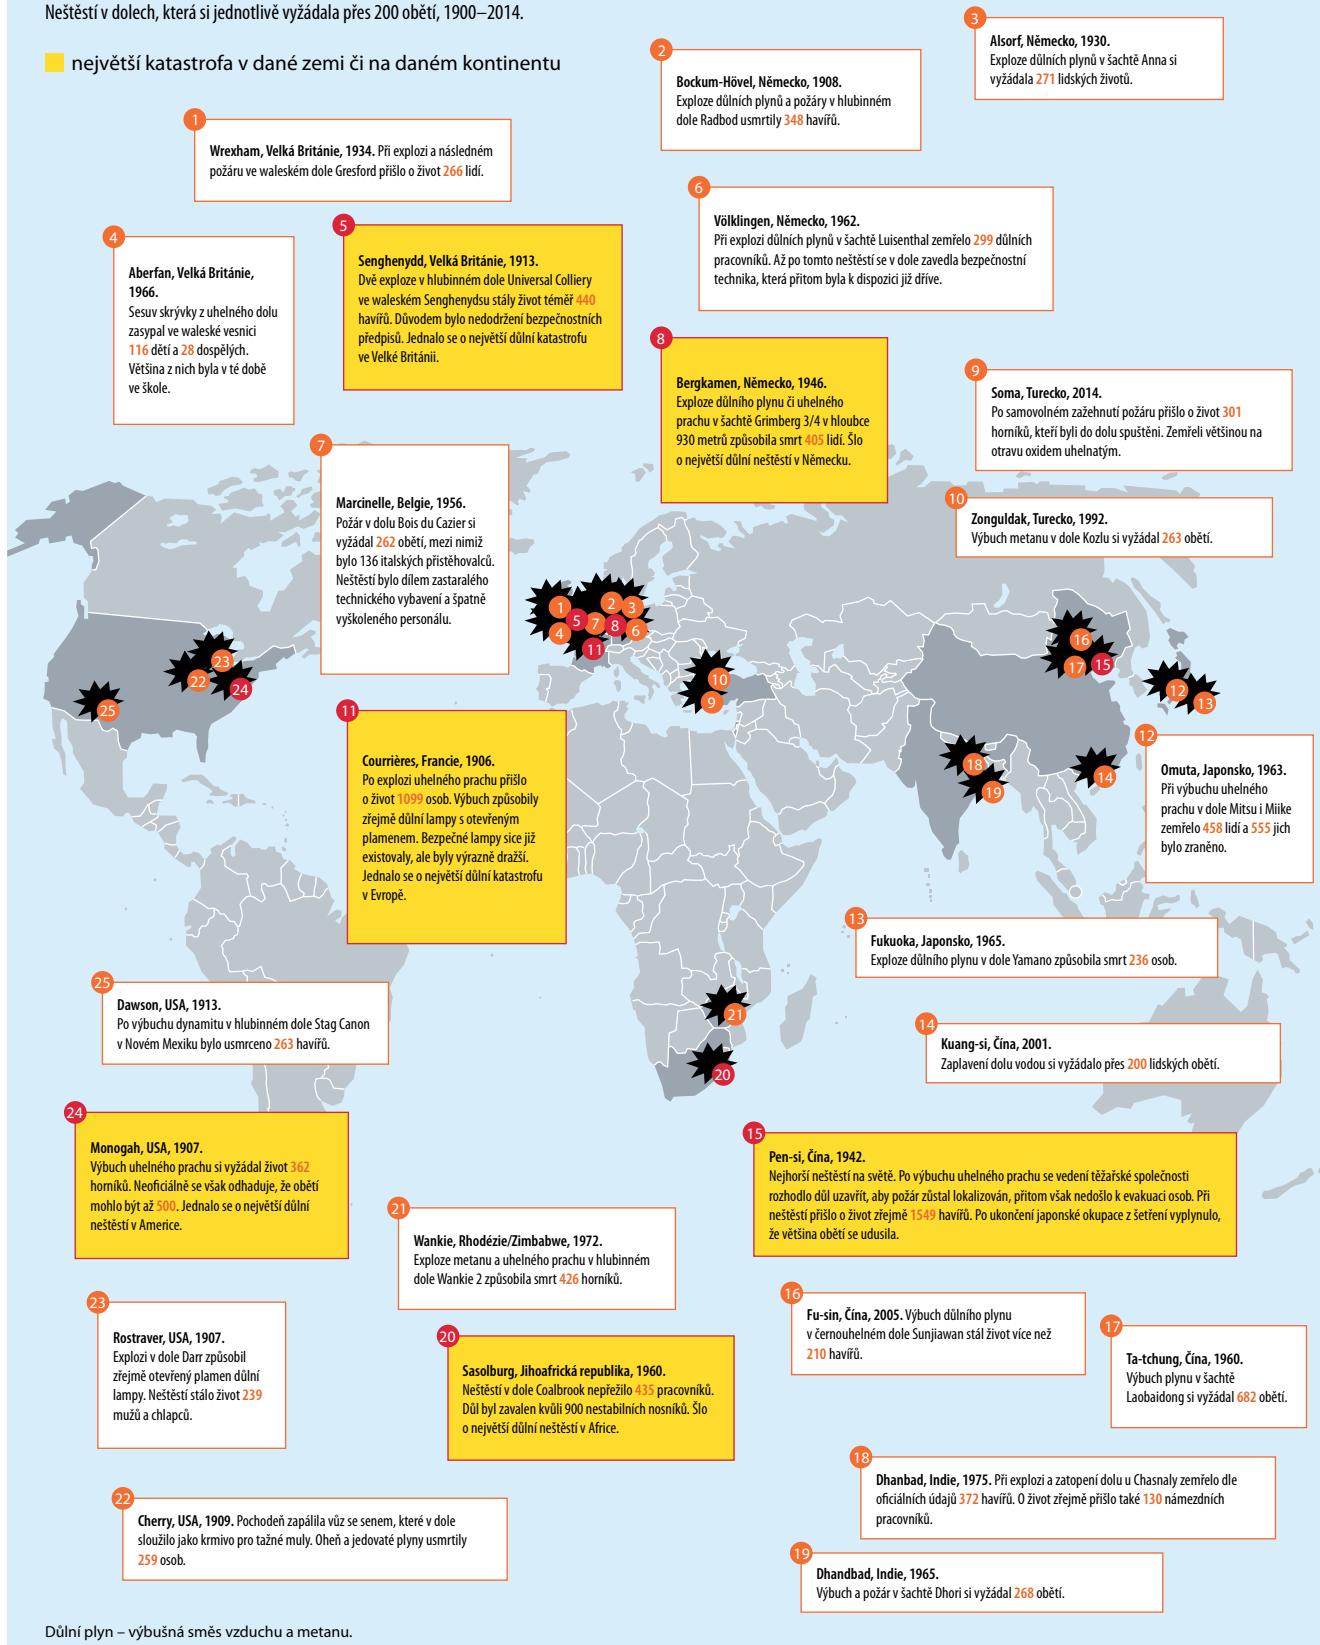 Neštěstí v dolech, která si jednotlivě vyžádala přes 200 obětí, 1900–2014.
největší katastrofa v dané zemi či na daném kontinentu
1
Wrexham, Velká Británie, 1934. Při explozi a následném
požáru ve waleském dole Gresford přišlo o život 266 lidí.
2
Bockum-Hövel, Německo, 1908.
Exploze důlních plynů a požáry v hlubinném
dole Radbod usmrtily 348 havířů.
3
Alsorf, Německo, 1930.
Exploze důlních plynů v šachtě Anna si
vyžádala 271 lidských životů.
4
Aberfan, Velká Británie,
1966.
Sesuv skrývky z uhelného dolu
zasypal ve waleské vesnici
116 dětí a 28 dospělých.
Většina z nich byla v té době
ve škole.
5
Senghenydd, Velká Británie, 1913.
Dvě exploze v hlubinném dole Universal Colliery
ve waleském Senghenydsu stály život téměř 440
havířů. Důvodem bylo nedodržení bezpečnostních
předpisů. Jednalo se o největší důlní katastrofu
ve Velké Británii.
6
Völklingen, Německo, 1962.
Při explozi důlních plynů v šachtě Luisenthal zemřelo 299 důlních
pracovníků. Až po tomto neštěstí se v dole zavedla bezpečnostní
technika, která přitom byla k dispozici již dříve.
7
Marcinelle, Belgie, 1956.
Požár v dolu Bois du Cazier si
vyžádal 262 obětí, mezi nimiž
bylo 136 italských přistěhovalců.
Neštěstí bylo dílem zastaralého
technického vybavení a špatně
vyškoleného personálu.
8
Bergkamen, Německo, 1946.
Exploze důlního plynu či uhelného
prachu v šachtě Grimberg 3/4 v hloubce
930 metrů způsobila smrt 405 lidí. Šlo
o největší důlní neštěstí v Německu.
9
Soma, Turecko, 2014.
Po samovolném zažehnutí požáru přišlo o život 301
horníků, kteří byli do dolu spuštěni. Zemřeli většinou na
otravu oxidem uhelnatým.
10
Zonguldak, Turecko, 1992.
Výbuch metanu v dole Kozlu si vyžádal 263 obětí.
1
2
3
4
5
7
8
6
11
10
9
16
17
15
12
13
14
18
19
23
22
24
25
21
20
11
Courrières, Francie, 1906.
Po explozi uhelného prachu přišlo
o život 1099 osob. Výbuch způsobily
zřejmě důlní lampy s otevřeným
plamenem. Bezpečné lampy sice již
existovaly, ale byly výrazně dražší.
Jednalo se o největší důlní katastrofu
v Evropě.
12
Omuta, Japonsko, 1963.
Při výbuchu uhelného
prachu v dole Mitsu i Miike
zemřelo 458 lidí a 555 jich
bylo zraněno.
13
Fukuoka, Japonsko, 1965.
Exploze důlního plynu v dole Yamano způsobila smrt 236 osob.
14
Kuang-si, Čína, 2001.
Zaplavení dolu vodou si vyžádalo přes 200 lidských obětí.
25
Dawson, USA, 1913.
Po výbuchu dynamitu v hlubinném dole Stag Canon
v Novém Mexiku bylo usmrceno 263 havířů.
24
Monogah, USA, 1907.
Výbuch uhelného prachu si vyžádal život 362
horníků. Neoficiálně se však odhaduje, že obětí
mohlo být až 500. Jednalo se o největší důlní
neštěstí v Americe.
15
Pen-si, Čína, 1942.
Nejhorší neštěstí na světě. Po výbuchu uhelného prachu se vedení těžařské společnosti
rozhodlo důl uzavřít, aby požár zůstal lokalizován, přitom však nedošlo k evakuaci osob. Při
neštěstí přišlo o život zřejmě 1549 havířů. Po ukončení japonské okupace z šetření vyplynulo,
že většina obětí se udusila.
21
Wankie, Rhodézie/Zimbabwe, 1972.
Exploze metanu a uhelného prachu v hlubinném
dole Wankie 2 způsobila smrt 426 horníků.
16
Fu-sin, Čína, 2005. Výbuch důlního plynu
v černouhelném dole Sunjiawan stál život více než
210 havířů.
17
Ta-tchung, Čína, 1960.
Výbuch plynu v šachtě
Laobaidong si vyžádal 682 obětí.
23
Rostraver, USA, 1907.
Explozi v dole Darr způsobil
zřejmě otevřený plamen důlní
lampy. Neštěstí stálo život 239
mužů a chlapců.
20
Sasolburg, Jihoafrická republika, 1960.
Neštěstí v dole Coalbrook nepřežilo 435 pracovníků.
Důl byl zavalen kvůli 900 nestabilních nosníků. Šlo
o největší důlní neštěstí v Africe.
18
Dhanbad, Indie, 1975. Při explozi a zatopení dolu u Chasnaly zemřelo dle
oficiálních údajů 372 havířů. O život zřejmě přišlo také 130 námezdních
pracovníků.
22
Cherry, USA, 1909. Pochodeň zapálila vůz se senem, které v dole
sloužilo jako krmivo pro tažné muly. Oheň a jedovaté plyny usmrtily
259 osob.
19
Dhandbad, Indie, 1965.
Výbuch a požár v šachtě Dhori si vyžádal 268 obětí.
Důlní plyn – výbušná směs vzduchu a metanu.